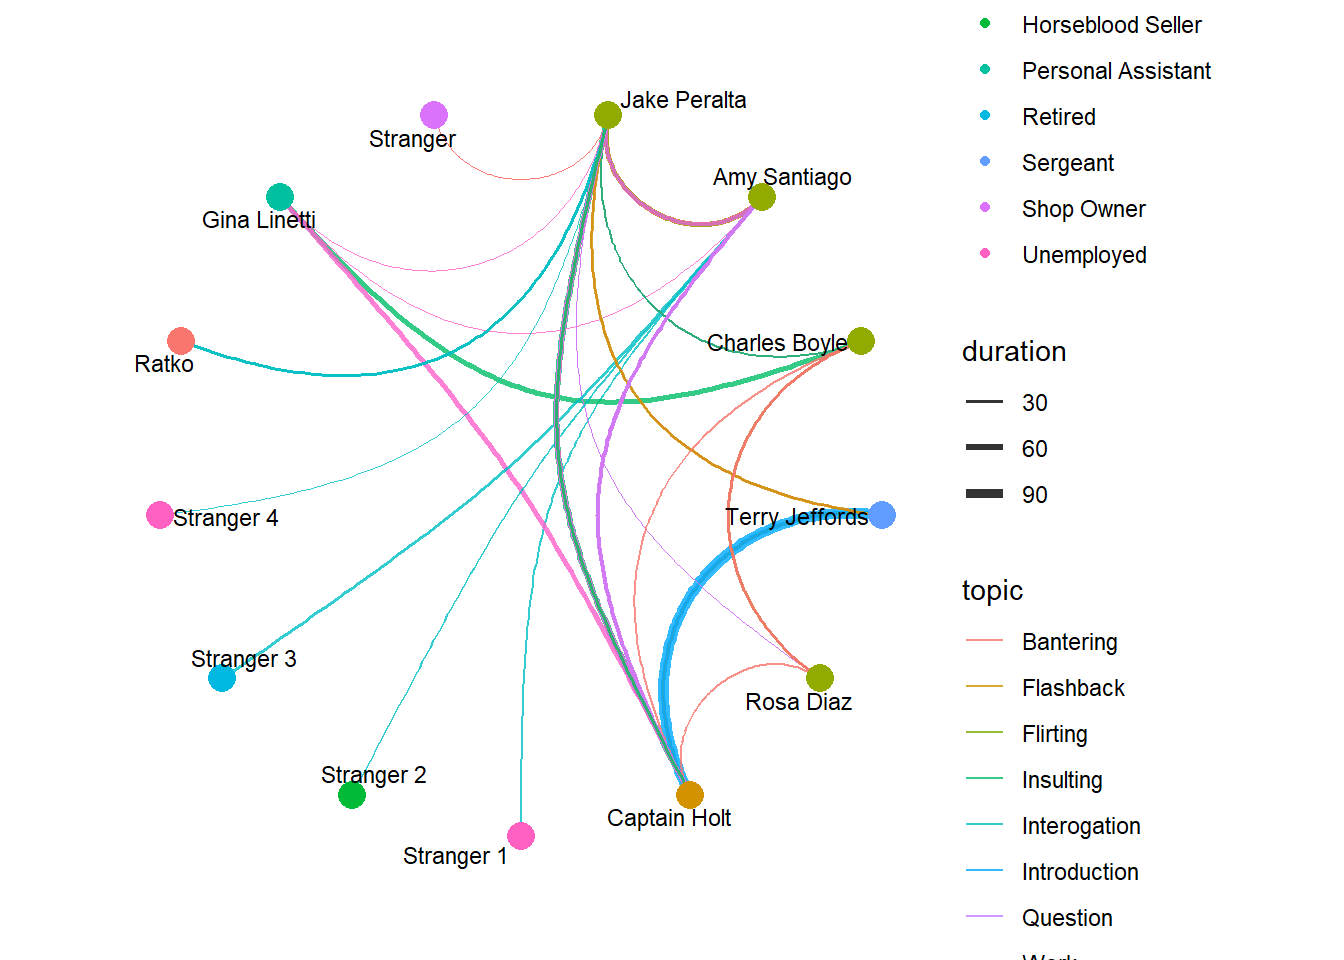 Horseblood Seller
Personal Assistant
Retired
Sergeant
Shop Owner
Unemployed
duration
30
60
90
topic
Bantering
Flashback
Flirting
Insulting
Interogation
Introduction
Question
Jake Peralta
Stranger
Amy Santiago
Gina Linetti
Charles Boyle
Ratko
Terry Jeffords
Stranger 4
Stranger 3
Rosa Diaz
Stranger 2
Captain Holt
Stranger 1